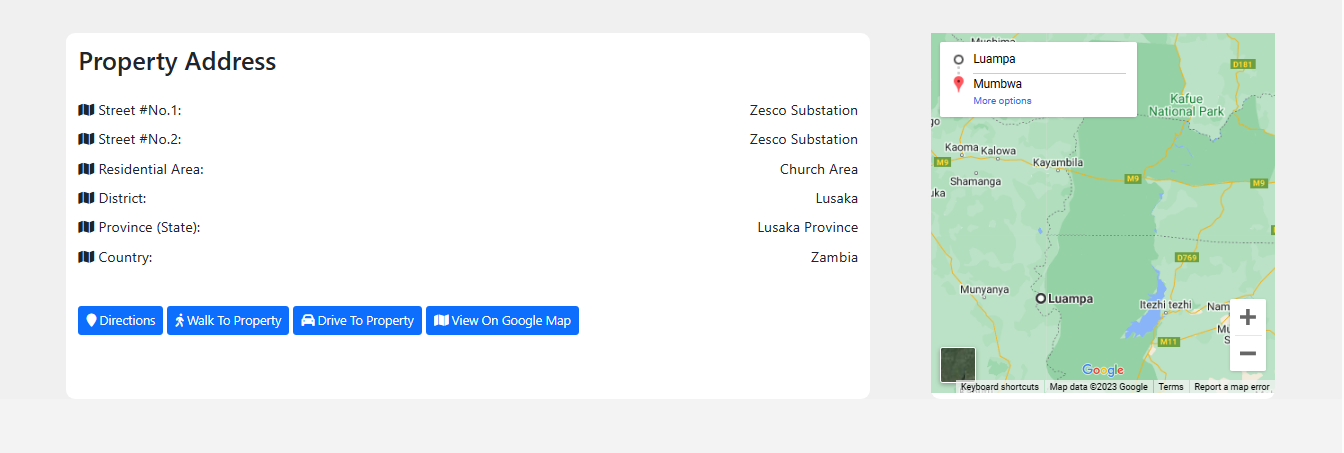 Property Address
Street #No.1: Zesco Substation
Street #No.2: Zesco Substation
Residential Area: Church Area
District: Lusaka
Province (State): Lusaka Province
Country: Zambia
Directions Walk To Property Drive To Property View On Google Map
Luampa
Mumbwa
More options
D181
Kafue
National Park
Kaoma Kalowa
M9
Kayambila
M9
M9
Shamanga
D769
Munyanya
Luampa
Itezhi tezhi
Nam
M11
Google
Keyboard shortcuts Map data ©2023 Google Terms Report a map error